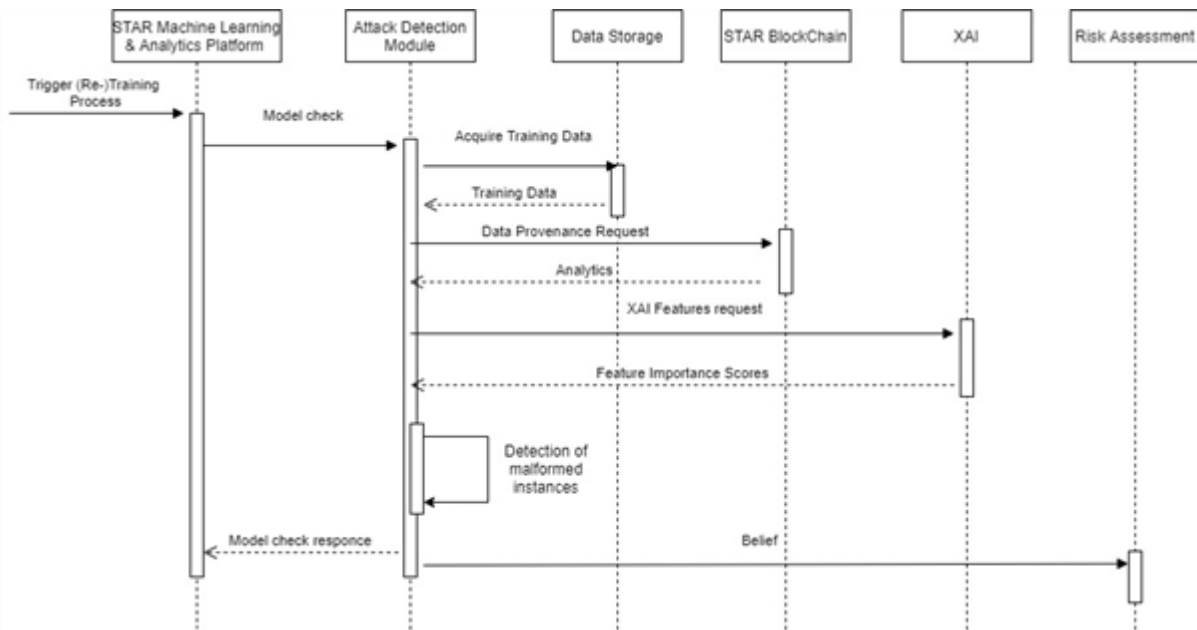 STAR Machine Learning
& Analytics Platform
Attack Detection
Module
Data Storage
STAR BlockChain
XAI
Risk Assessment
Trigger (Re-)Training
Process
Model check
Acquire Training Data
Training Data
Data Provenance Request
Analytics
XAI Features request
Feature Importance Scores
Detection of
malformed
instances
Model check responce
Belief